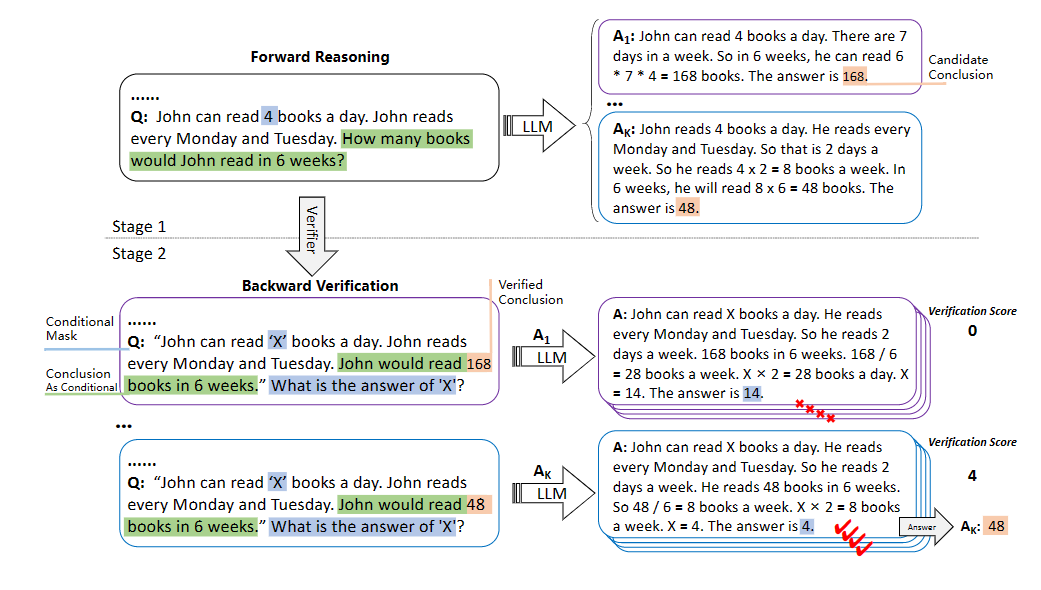 Forward Reasoning
......
Q: John can read 4 books a day. John reads
every Monday and Tuesday. How many books
would John read in 6 weeks?
LLM
A1: John can read 4 books a day. There are 7
days in a week. So in 6 weeks, he can read 6
* 7 * 4 = 168 books. The answer is 168.
Candidate
Conclusion
...
AK: John reads 4 books a day. He reads every
Monday and Tuesday. So that is 2 days a
week. So he reads 4 x 2 = 8 books a week. In
6 weeks, he will read 8 x 6 = 48 books. The
answer is 48.
Stage 1
Verifier
Stage 2
Backward Verification
Verified
Conclusion
Conditional
Mask
Conclusion
As Conditional
......
Q: “John can read ‘X’ books a day. John reads
every Monday and Tuesday. John would read 168
books in 6 weeks.” What is the answer of 'X'?
A1
LLM
A: John can read X books a day. He reads
every Monday and Tuesday. So he reads 2
days a week. 168 books in 6 weeks. 168 / 6
= 28 books a week. X × 2 = 28 books a day. X
= 14. The answer is 14.
Verification Score
0
...
......
Q: “John can read ‘X’ books a day. John reads
every Monday and Tuesday. John would read 48
books in 6 weeks.” What is the answer of 'X'?
AK
LLM
A: John can read X books a day. He reads
every Monday and Tuesday. So he reads 2
days a week. He reads 48 books in 6 weeks.
So 48 / 6 = 8 books a week. X × 2 = 8 books
a week. X = 4. The answer is 4.
Verification Score
4
Answer
AK: 48